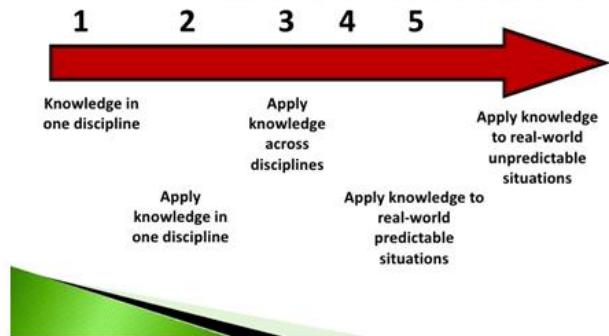 1 2 3 4 5
Knowledge in
one discipline
Apply
knowledge in
one discipline
Apply
knowledge
across
disciplines
Apply knowledge to
real-world
predictable
situations
Apply knowledge
to real-world
unpredictable
situations